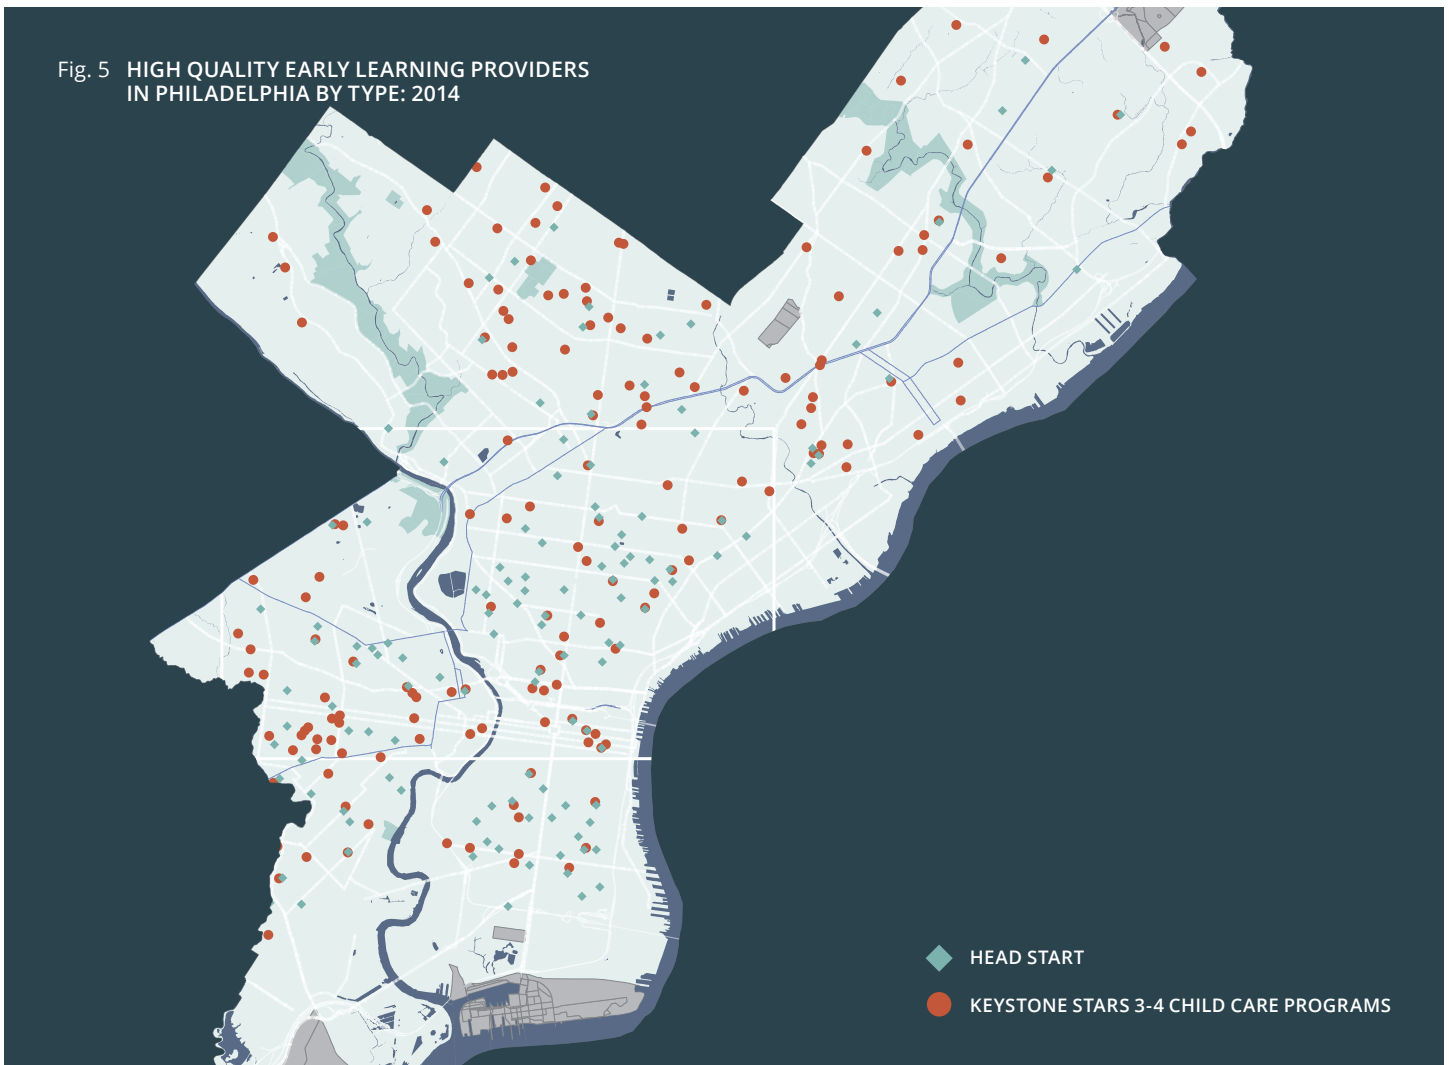 Fig. 5 HIGH QUALITY EARLY LEARNING PROVIDERS
IN PHILADELPHIA BY TYPE: 2014
HEAD START
KEYSTONE STARS 3-4 CHILD CARE PROGRAMS